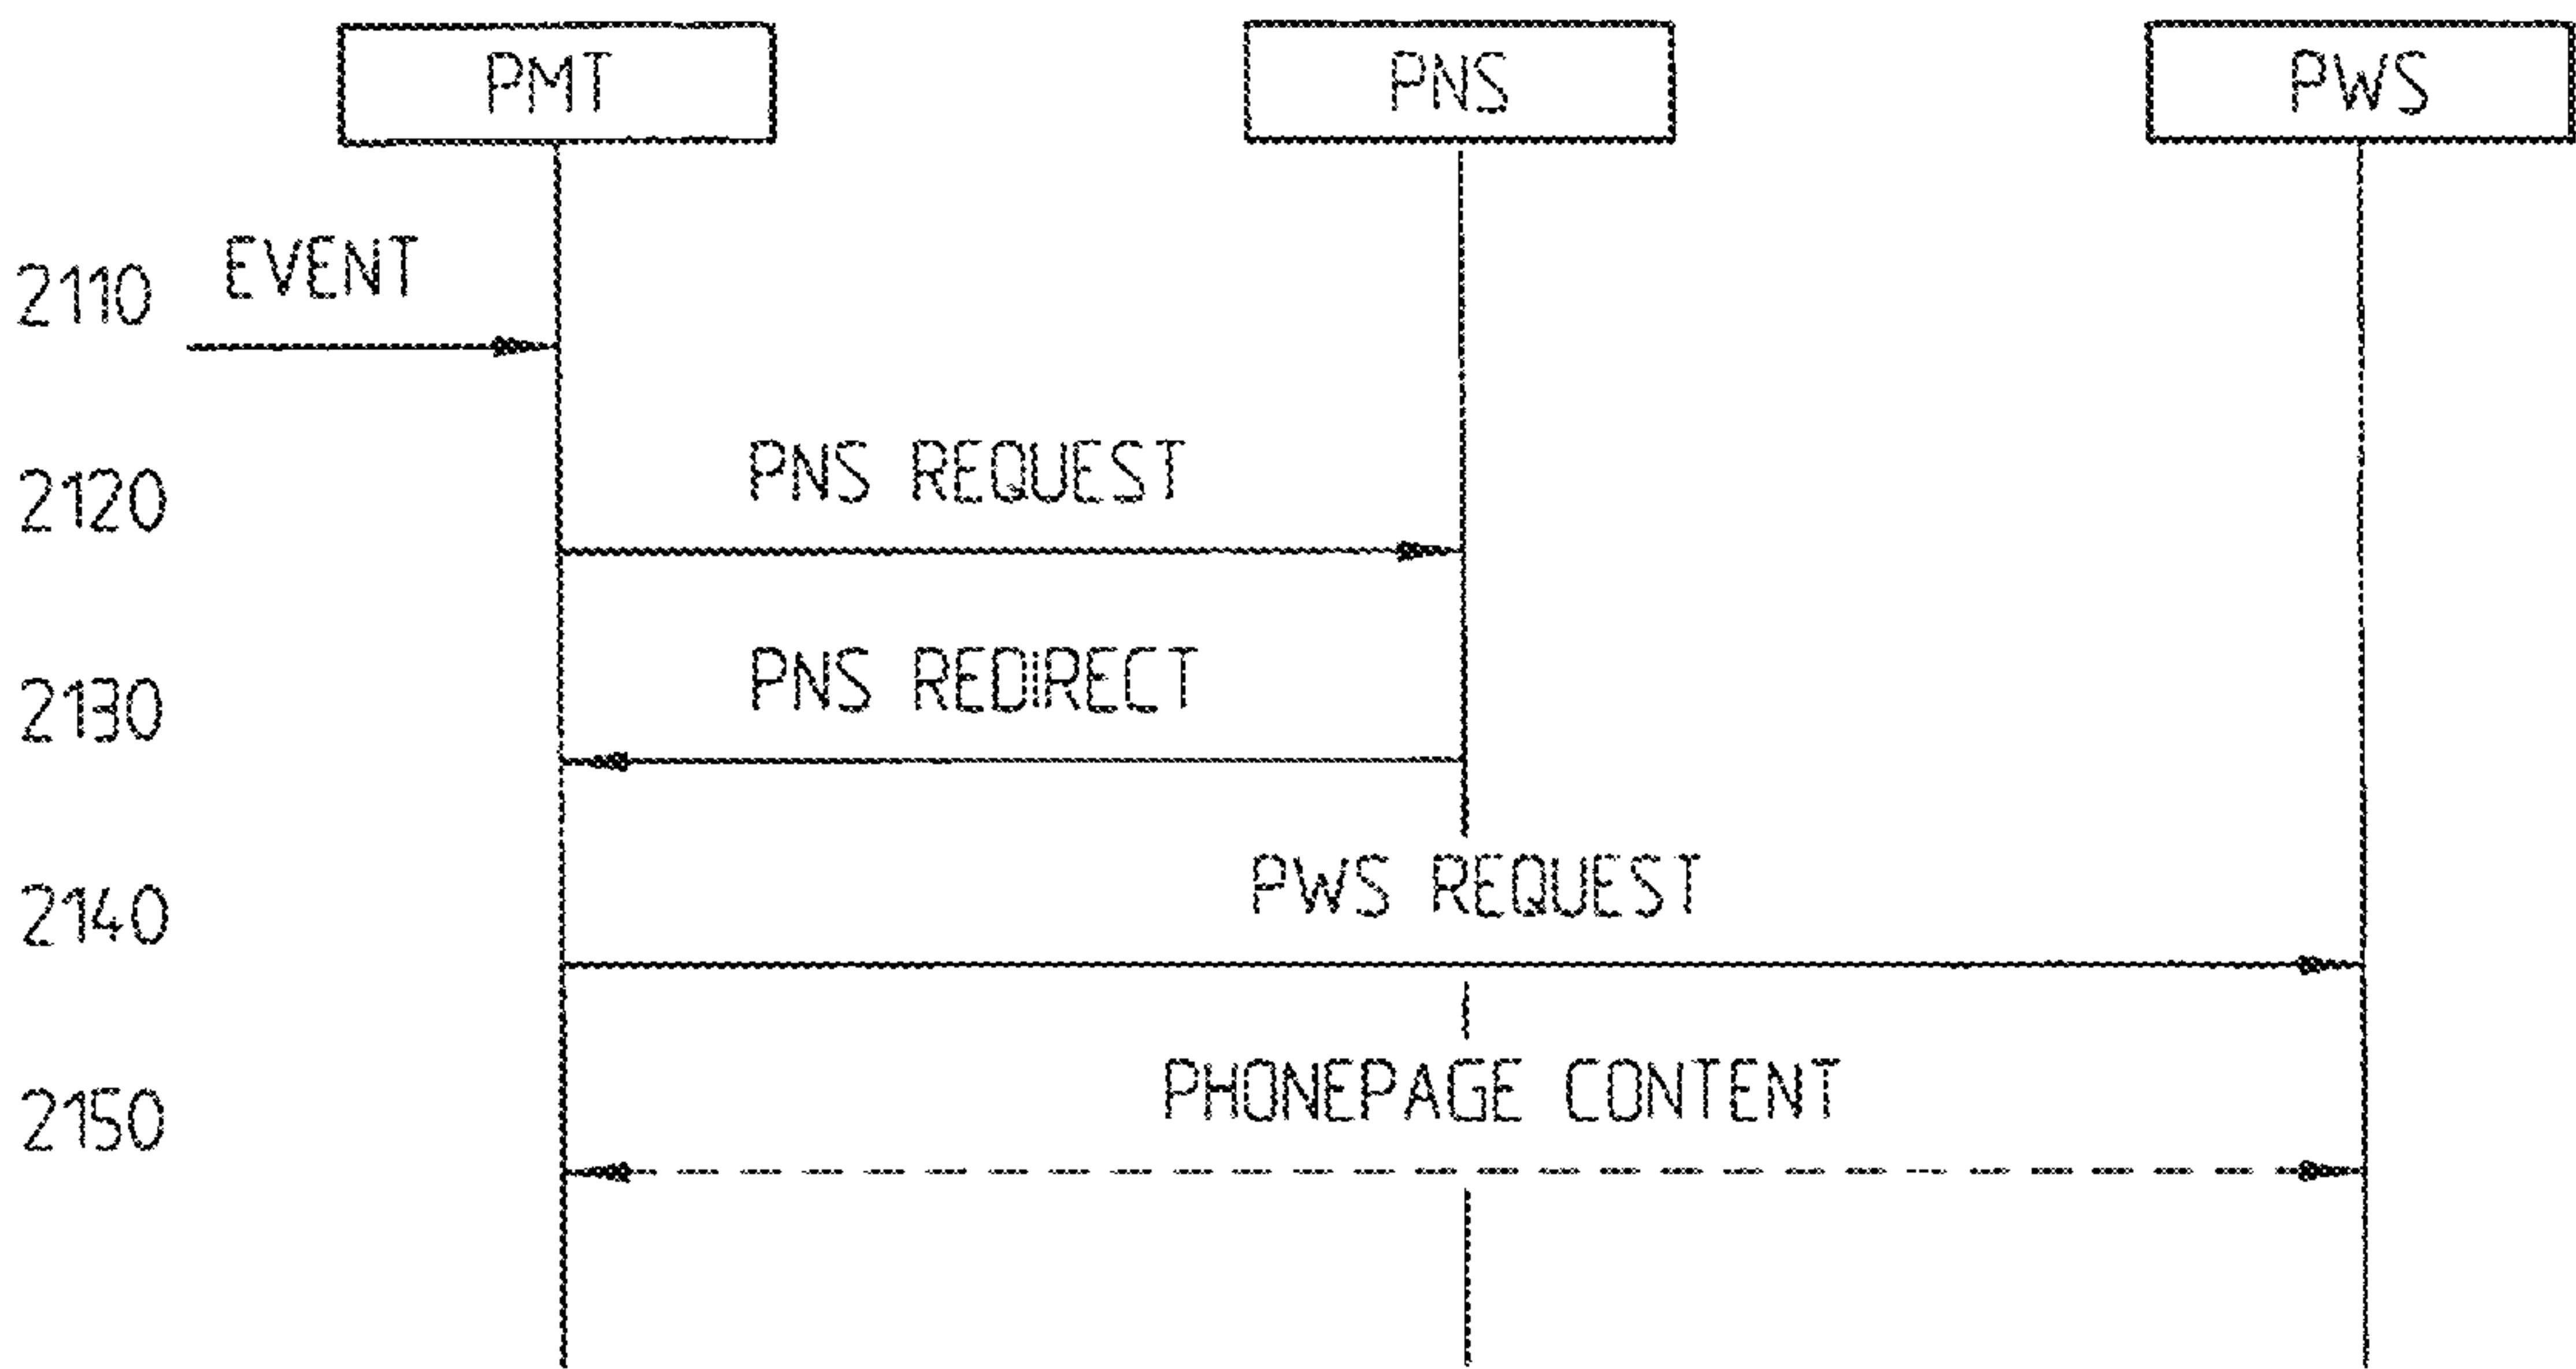 PMT PNS PWS
2110 EVENT
2120 PNS REQUEST
2130 PNS REDIRECT
2140 PWS REQUEST
2150 PHONEPAGE CONTENT